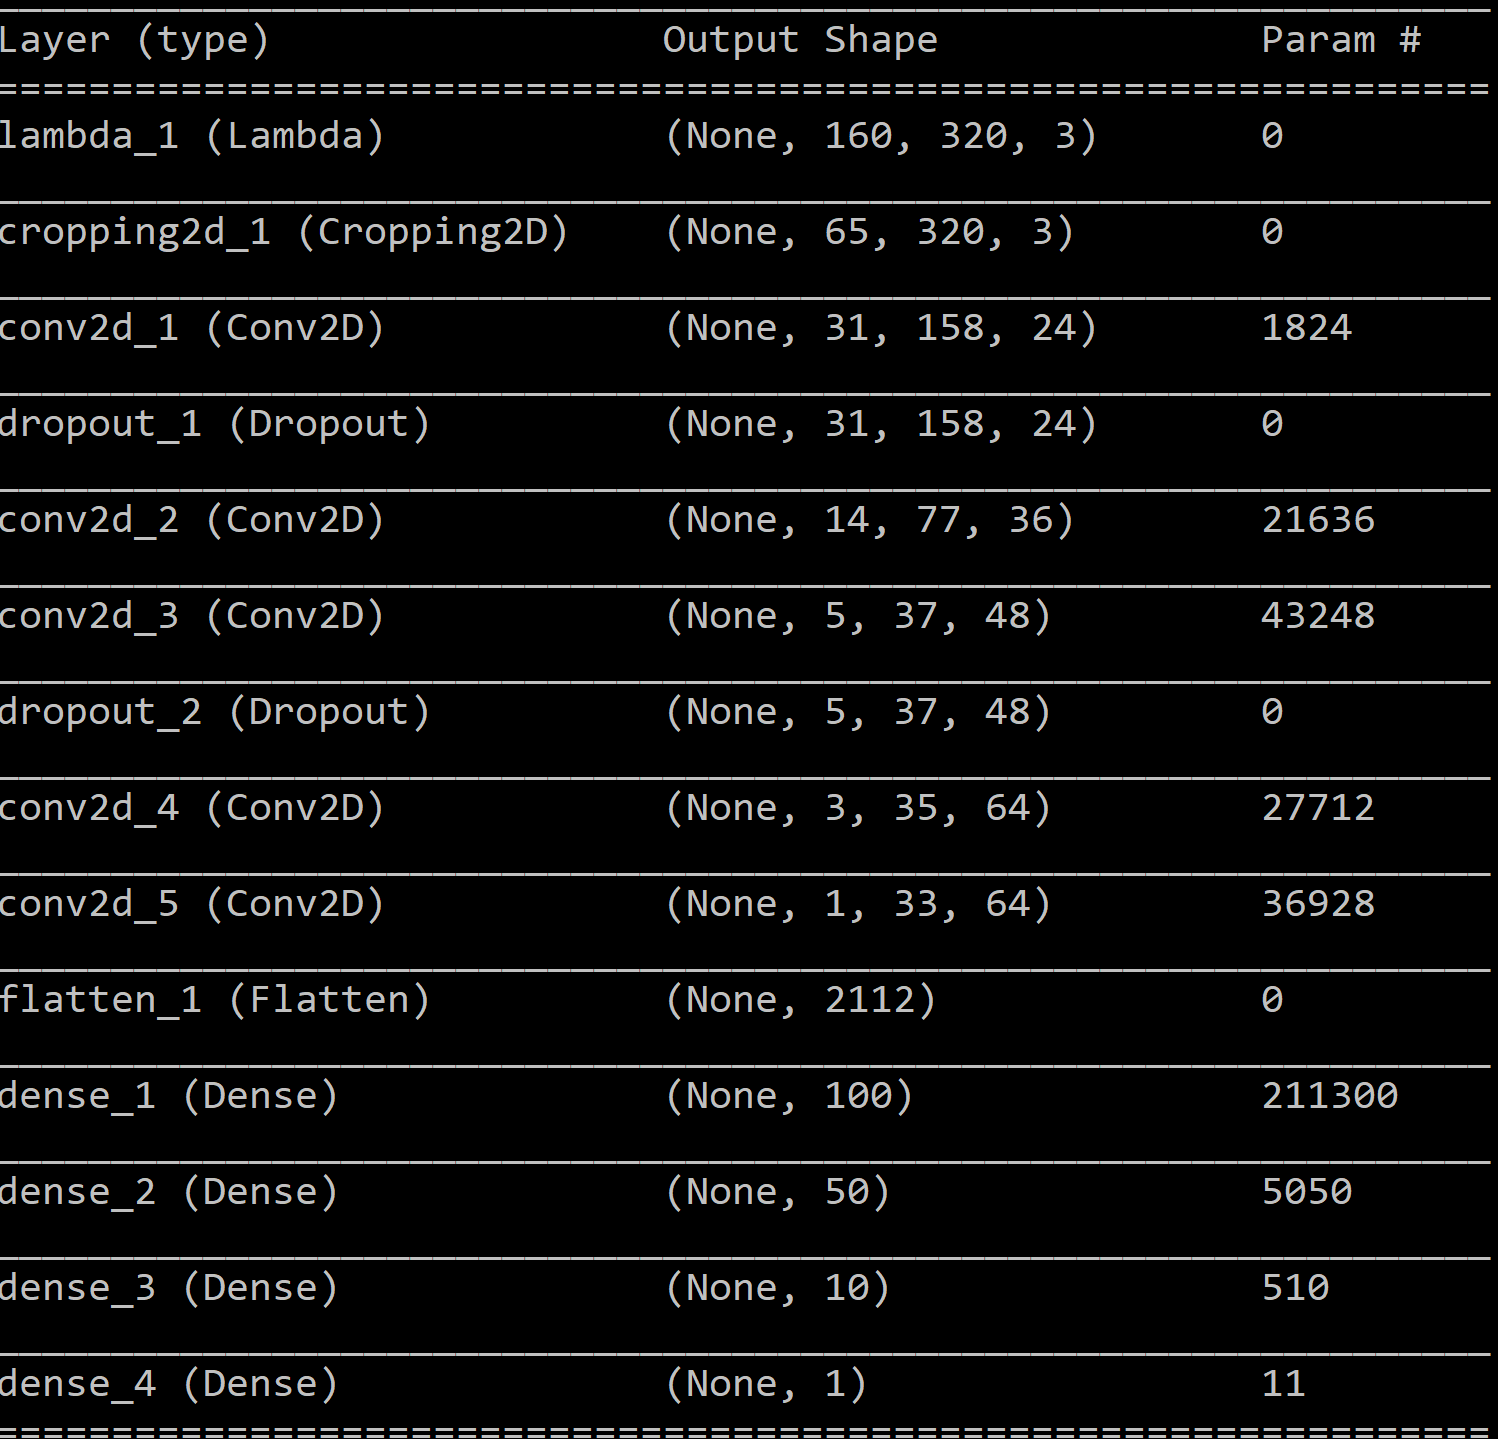 Layer (type) Output Shape Param #
lambda_1 (Lambda) (None, 160, 320, 3) 0
cropping2d_1 (Cropping2D) (None, 65, 320, 3) 0
conv2d_1 (Conv2D) (None, 31, 158, 24) 1824
dropout_1 (Dropout) (None, 31, 158, 24) 0
conv2d_2 (Conv2D) (None, 14, 77, 36) 21636
conv2d_3 (Conv2D) (None, 5, 37, 48) 43248
dropout_2 (Dropout) (None, 5, 37, 48) 0
conv2d_4 (Conv2D) (None, 3, 35, 64) 27712
conv2d_5 (Conv2D) (None, 1, 33, 64) 36928
flatten_1 (Flatten) (None, 2112) 0
dense_1 (Dense) (None, 100) 211300
dense_2 (Dense) (None, 50) 5050
dense_3 (Dense) (None, 10) 510
dense_4 (Dense) (None, 1) 11